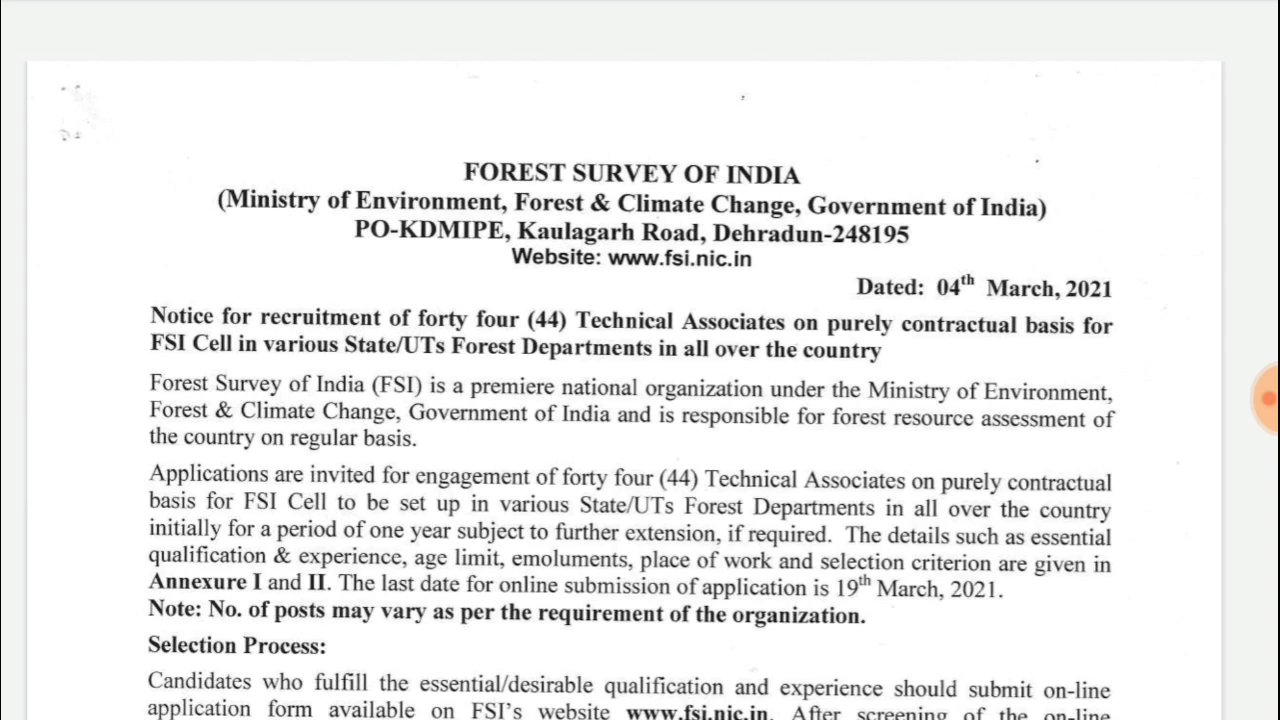 FOREST SURVEY OF INDIA
(Ministry of Environment, Forest & Climate Change, Government of India)
PO-KDMIPE, Kaulagarh Road, Dehradun-248195
Website: www.fsi.nic.in
Dated: 04th March, 2021
Notice for recruitment of forty four (44) Technical Associates on purely contractual basis for
FSI Cell in various State/UTs Forest Departments in all over the country
Forest Survey of India (FSI) is a premiere national organization under the Ministry of Environment,
Forest & Climate Change, Government of India and is responsible for forest resource assessment of
the country on regular basis.
Applications are invited for engagement of forty four (44) Technical Associates on purely contractual
basis for FSI Cell to be set up in various State/UTs Forest Departments in all over the country
initially for a period of one year subject to further extension, if required. The details such as essential
qualification & experience, age limit, emoluments, place of work and selection criterion are given in
Annexure I and II. The last date for online submission of application is 19th March, 2021.
Note: No. of posts may vary as per the requirement of the organization.
Selection Process:
Candidates who fulfill the essential/desirable qualification and experience should submit on-line
application form available on FSI's website www.fsi.nic.in. After screening of the on-line